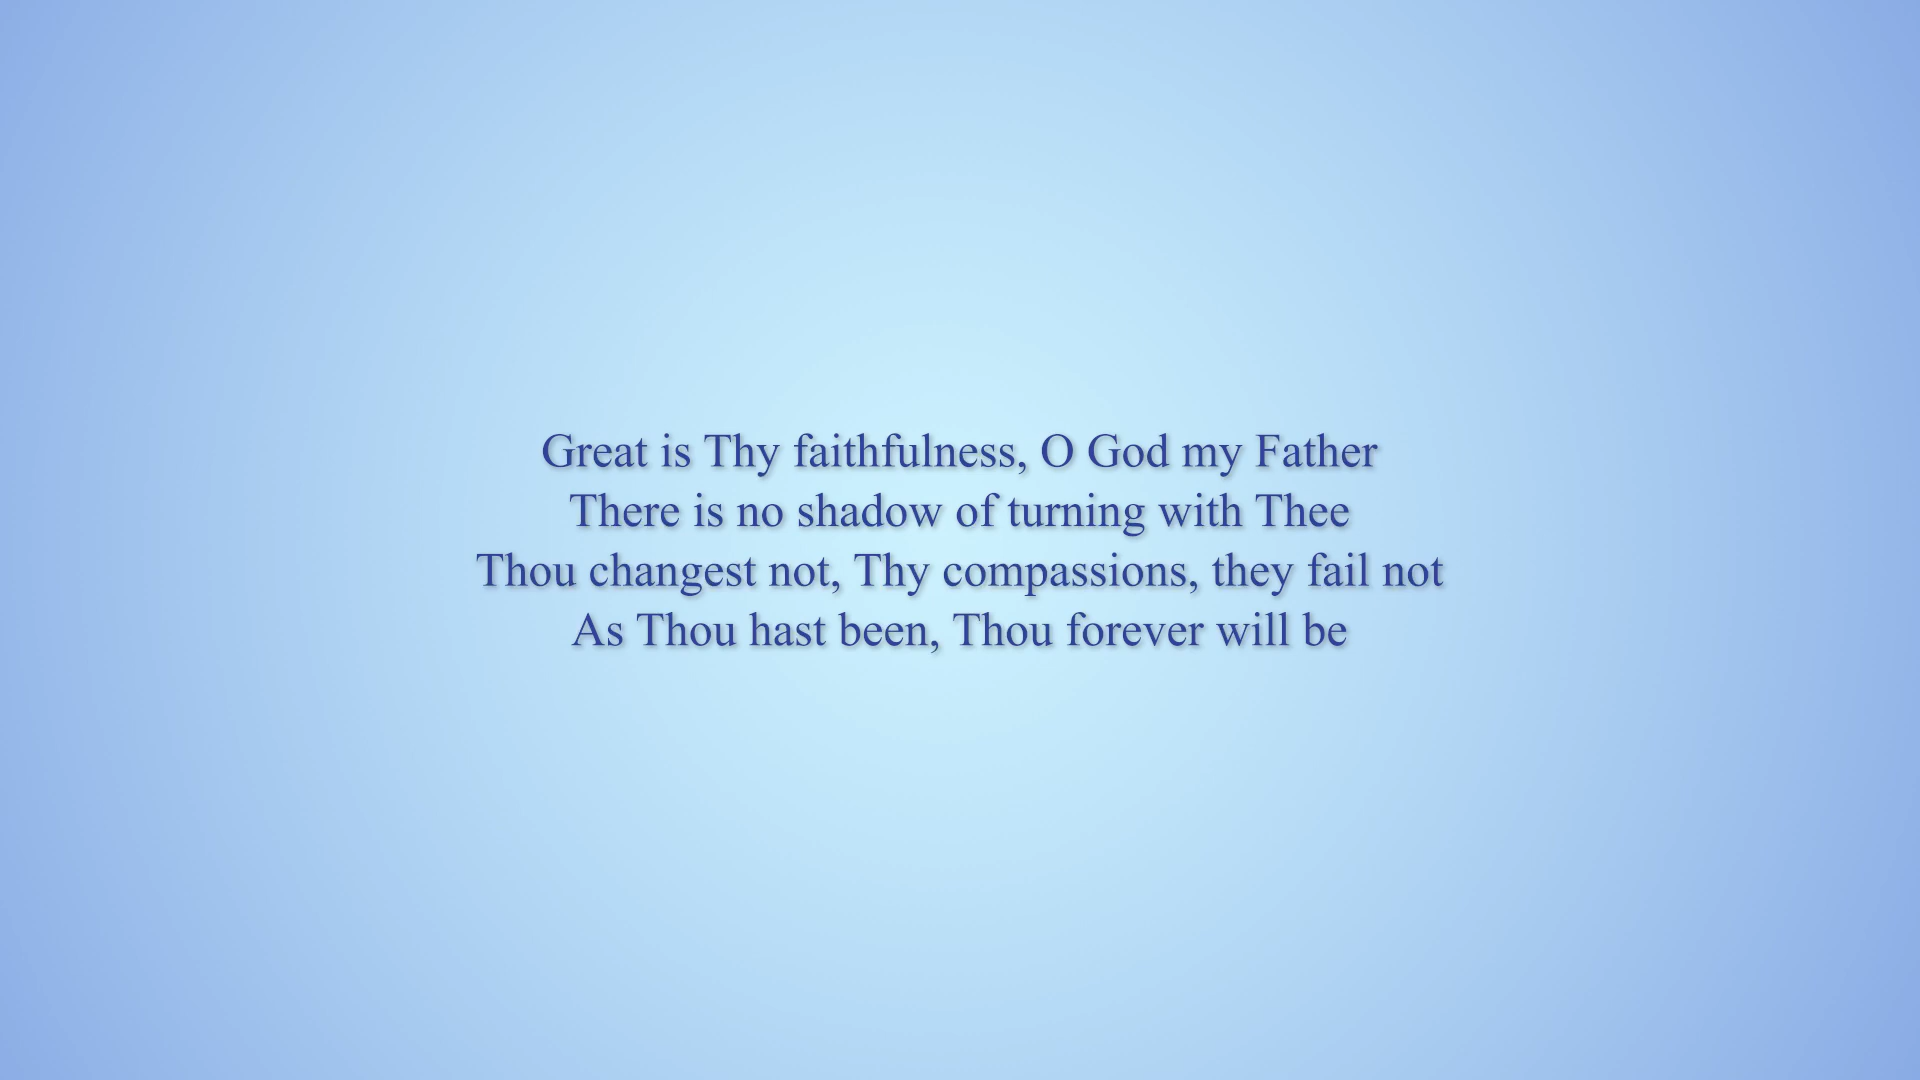 Great is Thy faithfulness, O God my Father
There is no shadow of turning with Thee
Thou changest not, Thy compassions, they fail not
As Thou hast been, Thou forever will be